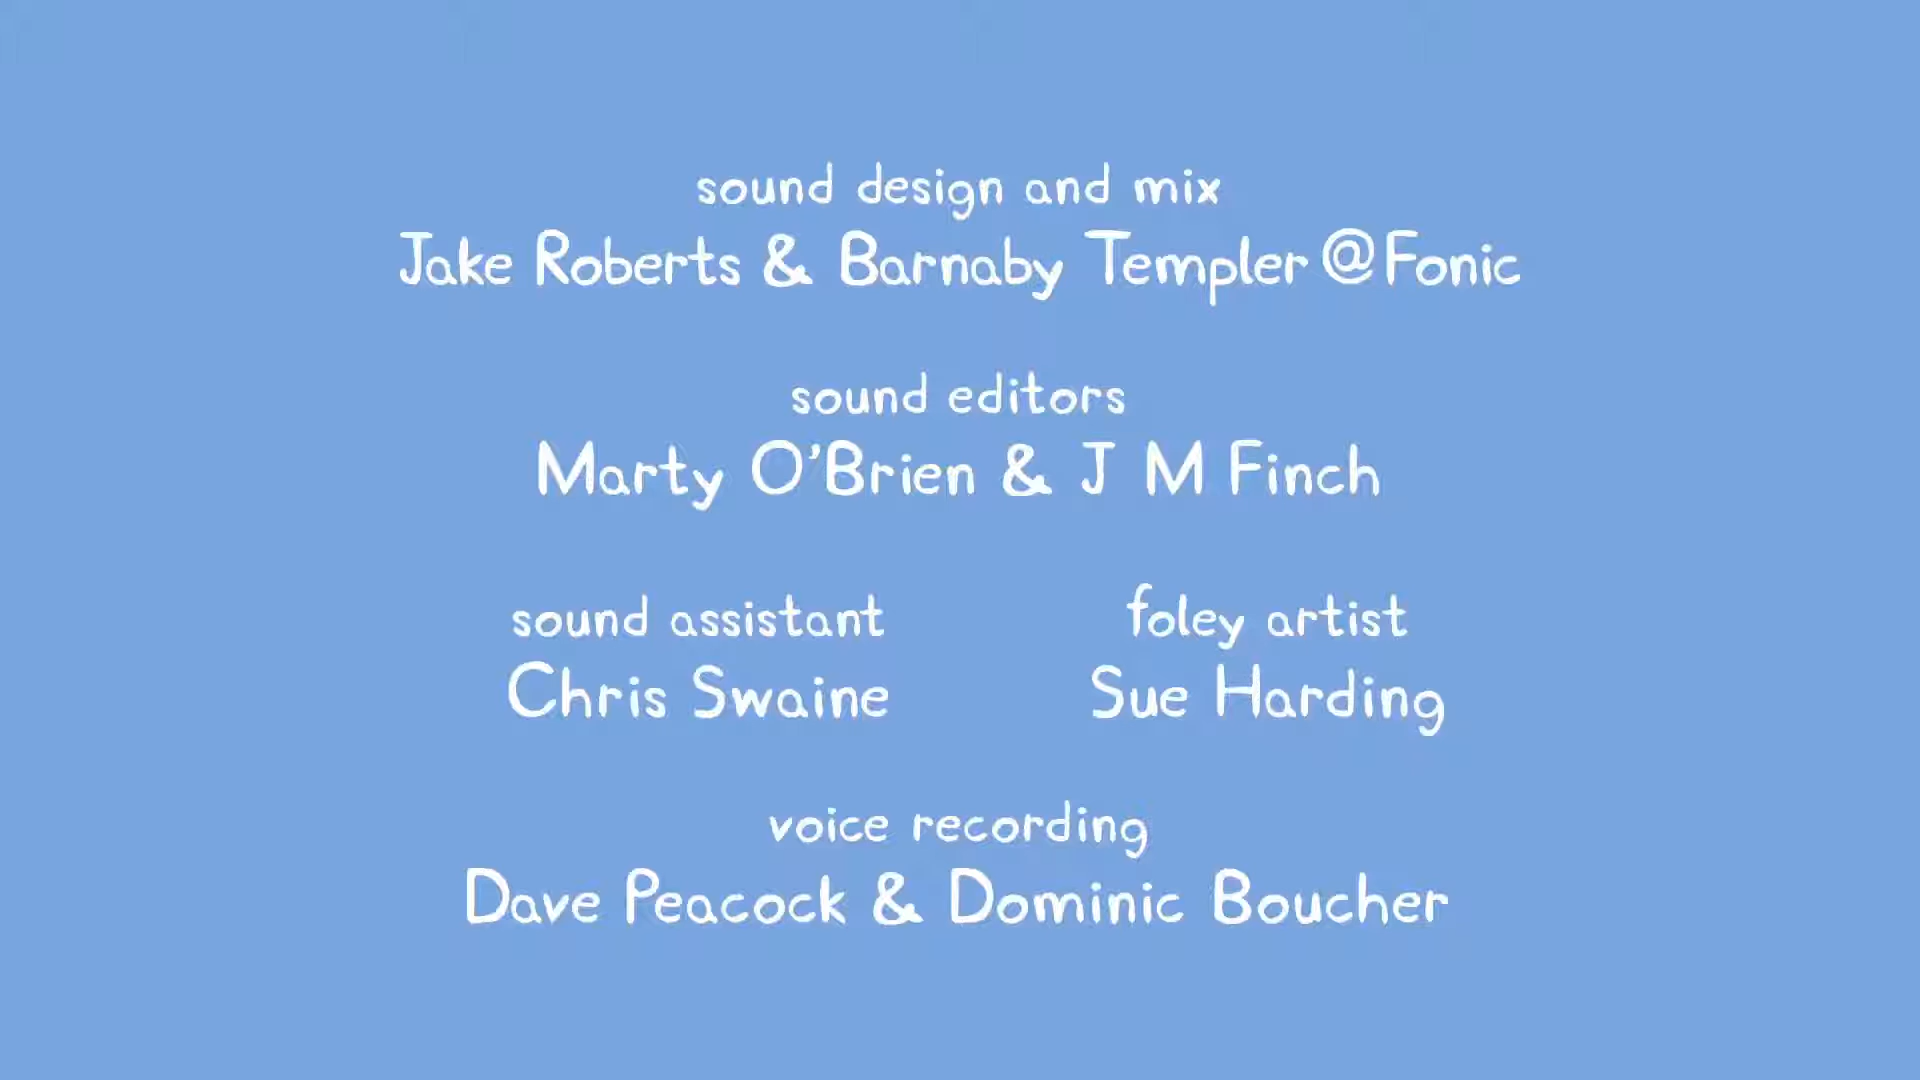 sound design and mix
Jake Roberts & Barnaby Templer @Fonic
sound editors
Marty O'Brien & J M Finch
sound assistant
Chris Swaine
foley artist
Sue Harding
voice recording
Dave Peacock & Dominic Boucher